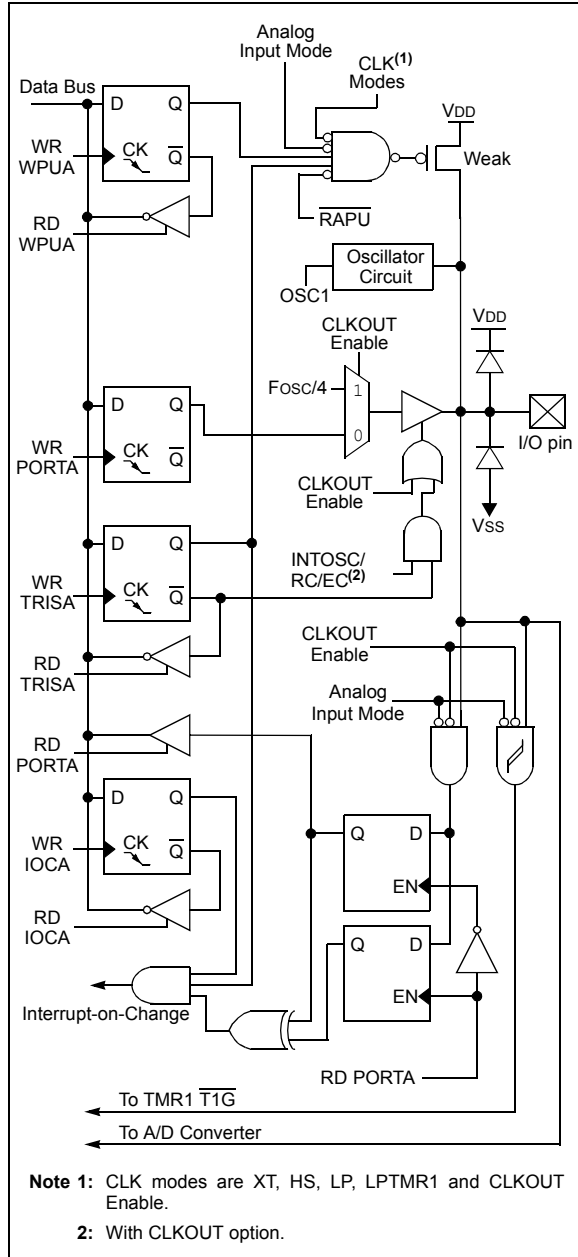 Analog
Input Mode
CLK(1)
Modes
Data Bus
D Q
VDD
WR
WPUA
CK Q
Weak
RD
WPUA
RAPU
Oscillator
Circuit
OSC1
CLKOUT
Enable
VDD
FOSC/4
1
D Q
0
I/O pin
WR
PORTA
CK Q
CLKOUT
Enable
VSS
D Q
INTOSC/
RC/EC(2)
WR
TRISA
CK Q
CLKOUT
Enable
RD
TRISA
Analog
Input Mode
RD
PORTA
D Q
Q D
WR
IOCA
CK Q
EN
RD
IOCA
Q D
EN
Interrupt-on-Change
RD PORTA
To TMR1 T1G
To A/D Converter
Note 1: CLK modes are XT, HS, LP, LPTMR1 and CLKOUT
Enable.
2: With CLKOUT option.